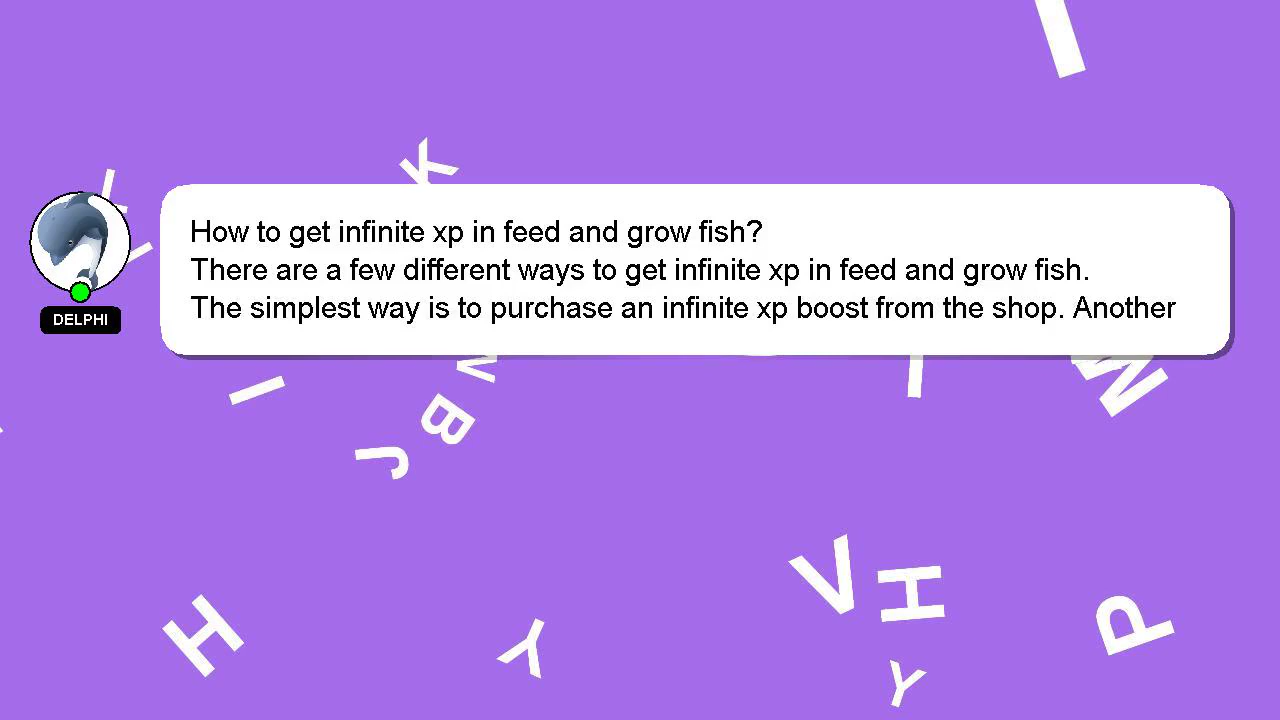 How to get infinite xp in feed and grow fish?
There are a few different ways to get infinite xp in feed and grow fish.
The simplest way is to purchase an infinite xp boost from the shop. Another
DELPHI
I
K
I
N
M
B
J
V
H
P
H
Y
Y